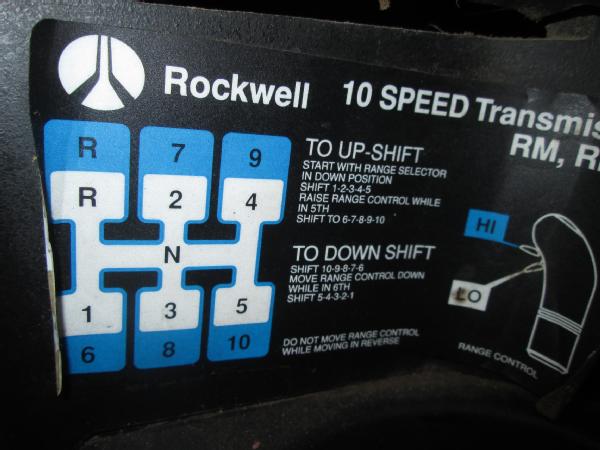 Rockwell 10 SPEED
RM,
R 7 9
R 2 4
N
1 3 5
6 8 10
TO UP-SHIFT
START WITH RANGE SELECTOR
IN DOWN POSITION
SHIFT 1-2-3-4-5
RAISE RANGE CONTROL WHILE
IN 5TH
SHIFT TO 6-7-8-9-10
TO DOWN SHIFT
SHIFT 10-9-8-7-6
MOVE RANGE CONTROL DOWN
WHILE IN 6TH
SHIFT 5-4-3-2-1
DO NOT MOVE RANGE CONTROL
WHILE MOVING IN REVERSE
HI
LO
RANGE CONTROL